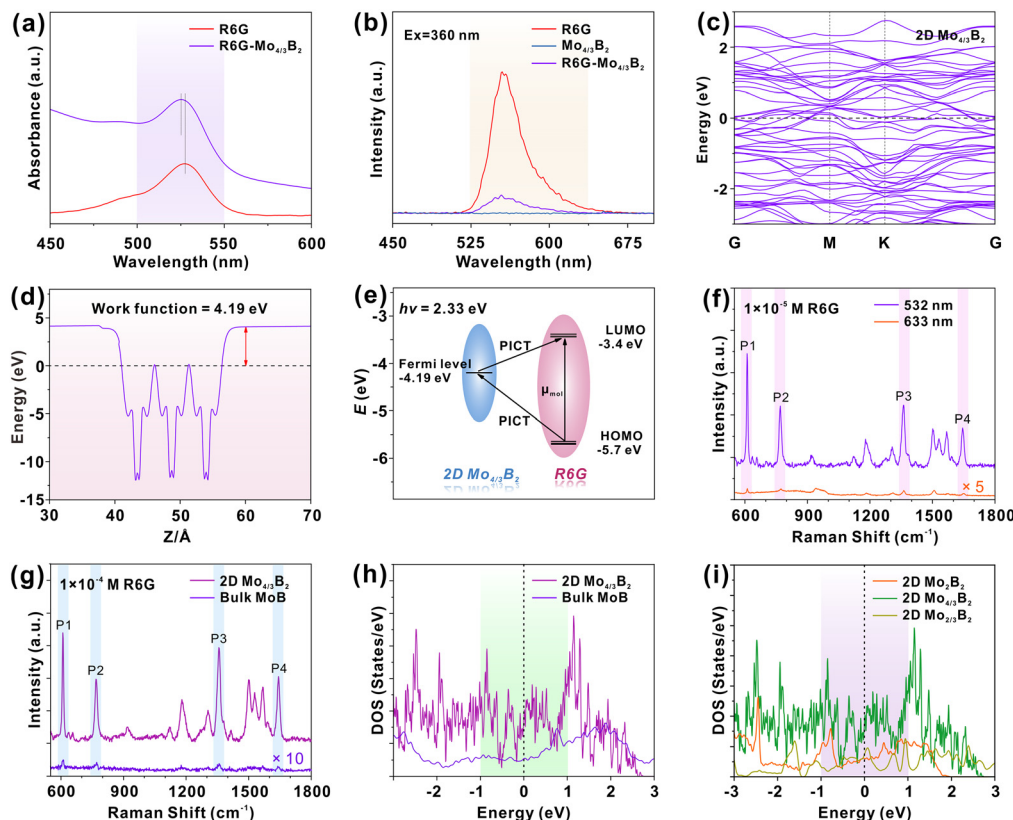 (a)
R6G
R6G-Mo4/3B2
Absorbance (a.u.)
450 500 550 600
Wavelength (nm)
(b)
Ex=360 nm
R6G
Mo4/3B2
R6G-Mo4/3B2
Intensity (a.u.)
450 525 600 675
Wavelength (nm)
(c)
2D Mo4/3B2
Energy (eV)
2
0
-2
G M K G
(d)
Work function = 4.19 eV
Energy (eV)
5
0
-5
-10
-15
30 40 50 60 70
Z/Å
(e)
hν = 2.33 eV
E (eV)
-3
-4
-5
-6
Fermi level
-4.19 eV
PICT
PICT
μmol
LUMO
-3.4 eV
HOMO
-5.7 eV
2D Mo4/3B2
R6G
(f)
1×10-5 M R6G
532 nm
633 nm
P1
P2
P3
P4
× 5
Intensity (a.u.)
600 900 1200 1500 1800
Raman Shift (cm-1)
(g)
1×10-4 M R6G
2D Mo4/3B2
Bulk MoB
P1
P2
P3
P4
× 10
Intensity (a.u.)
600 900 1200 1500 1800
Raman Shift (cm-1)
(h)
2D Mo4/3B2
Bulk MoB
DOS (States/eV)
-2 -1 0 1 2 3
Energy (eV)
(i)
2D Mo2B2
2D Mo4/3B2
2D Mo2/3B2
DOS (States/eV)
-3 -2 -1 0 1 2 3
Energy (eV)